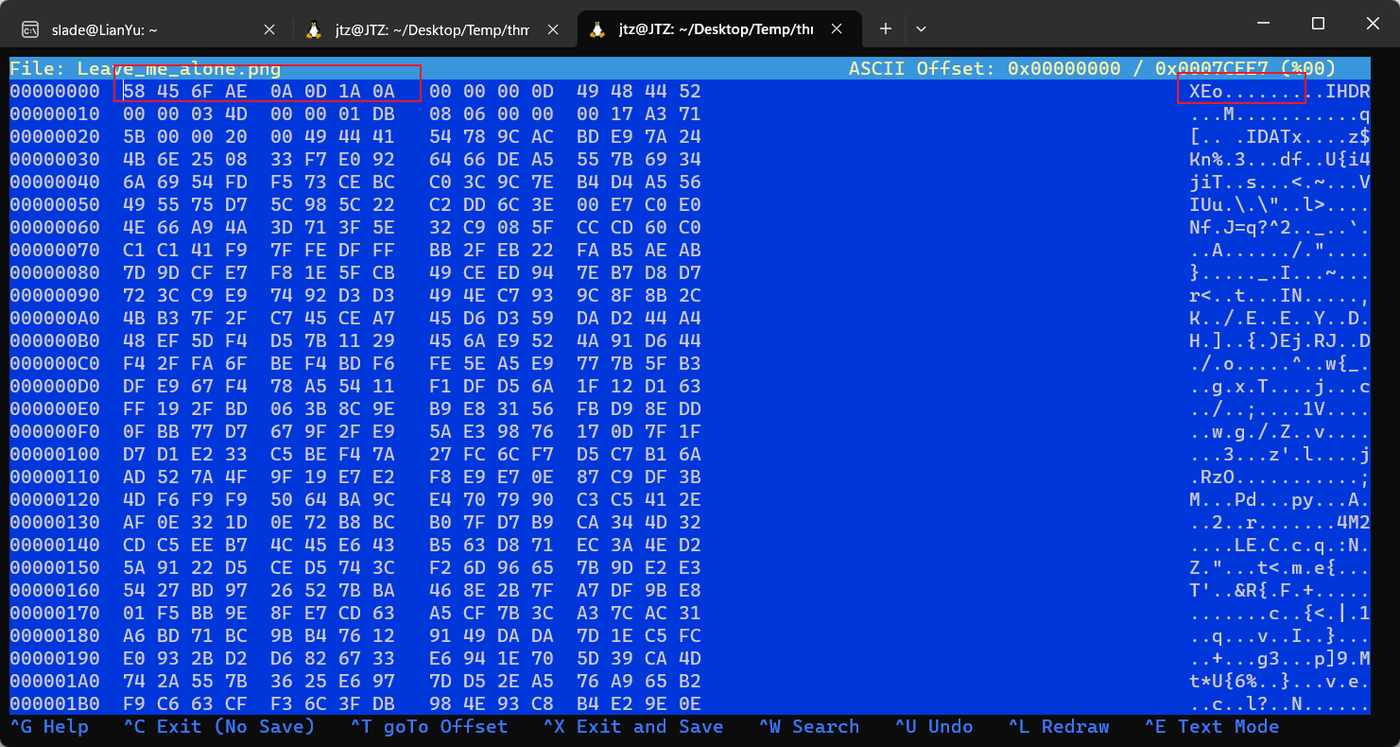 slade@LianYu: ~
jtz@JTZ: ~/Desktop/Temp/thm
jtz@JTZ: ~/Desktop/Temp/thm
File: Leave_me_alone.png ASCII Offset: 0x00000000 / 0x0007CEE7 (%00)
00000000 58 45 6F AE 0A 0D 1A 0A 00 00 00 0D 49 48 44 52 XEo..........IHDR
00000010 00 00 03 4D 00 00 01 DB 08 06 00 00 00 17 A3 71 ...M...........q
00000020 5B 00 00 20 00 49 44 41 54 78 9C AC BD E9 7A 24 [.. .IDATx....z$
00000030 4B 6E 25 08 33 F7 E0 92 64 66 DE A5 55 7B 69 34 Kn%.3...df..U{i4
00000040 6A 69 54 FD F5 73 CE BC C0 3C 9C 7E B4 D4 A5 56 jiT..s...<.~...V
00000050 49 55 75 D7 5C 98 5C 22 C2 DD 6C 3E 00 E7 C0 E0 IUu.\.\"..l>....
00000060 4E 66 A9 4A 3D 71 3F 5E 32 C9 08 5F CC CD 60 C0 Nf.J=q?^2.._..`.
00000070 C1 C1 41 F9 7F FE DF FF BB 2F EB 22 FA B5 AE AB ..A....../."....
00000080 7D 9D CF E7 F8 1E 5F CB 49 CE ED 94 7E B7 D8 D7 }....._.I...~...
00000090 72 3C C9 E9 74 92 D3 D3 49 4E C7 93 9C 8F 8B 2C r<..t...IN.....,
000000A0 4B B3 7F 2F C7 45 CE A7 45 D6 D3 59 DA D2 44 A4 K../.E..E..Y..D.
000000B0 48 EF 5D F4 D5 7B 11 29 45 6A E9 52 4A 91 D6 44 H.]..{.)Ej.RJ..D
000000C0 F4 2F FA 6F BE F4 BD F6 FE 5E A5 E9 77 7B 5F B3 ./.o.....^..w{_.
000000D0 DF E9 67 F4 78 A5 54 11 F1 DF D5 6A 1F 12 D1 63 ..g.x.T....j...c
000000E0 FF 19 2F BD 06 3B 8C 9E B9 E8 31 56 FB D9 8E DD ../..;....1V....
000000F0 0F BB 77 D7 67 9F 2F E9 5A E3 98 76 17 0D 7F 1F ..w.g./.Z..v....
00000100 D7 D1 E2 33 C5 BE F4 7A 27 FC 6C F7 D5 C7 B1 6A ...3...z'.l....j
00000110 AD 52 7A 4F 9F 19 E7 E2 F8 E9 E7 0E 87 C9 DF 3B .RzO...........;
00000120 4D F6 F9 F9 50 64 BA 9C E4 70 79 90 C3 C5 41 2E M...Pd...py...A.
00000130 AF 0E 32 1D 0E 72 B8 BC B0 7F D7 B9 CA 34 4D 32 ..2..r.......4M2
00000140 CD C5 EE B7 4C 45 E6 43 B5 63 D8 71 EC 3A 4E D2 ....LE.C.c.q.:N.
00000150 5A 91 22 D5 CE D5 74 3C F2 6D 96 65 7B 9D E2 E3 Z."...t<.m.e{...
00000160 54 27 BD 97 26 52 7B BA 46 8E 2B 7F A7 DF 9B E8 T'..&R{.F.+.....
00000170 01 F5 BB 9E 8F E7 CD 63 A5 CF 7B 3C A3 7C AC 31 .......c..{<.|.1
00000180 A6 BD 71 BC 9B B4 76 12 91 49 DA DA 7D 1E C5 FC ..q...v..I..}...
00000190 E0 93 2B D2 D6 82 67 33 E6 94 1E 70 5D 39 CA 4D ..+...g3...p]9.M
000001A0 74 2A 55 7B 36 25 E6 97 7D D5 2E A5 76 A9 65 B2 t*U{6%..}...v.e.
000001B0 F9 C6 63 CF F3 6C 3F DB 98 4E 93 C8 B4 E2 9E 0E ..c..l?..N......
^G Help ^C Exit (No Save) ^T goTo Offset ^X Exit and Save ^W Search ^U Undo ^L Redraw ^E Text Mode